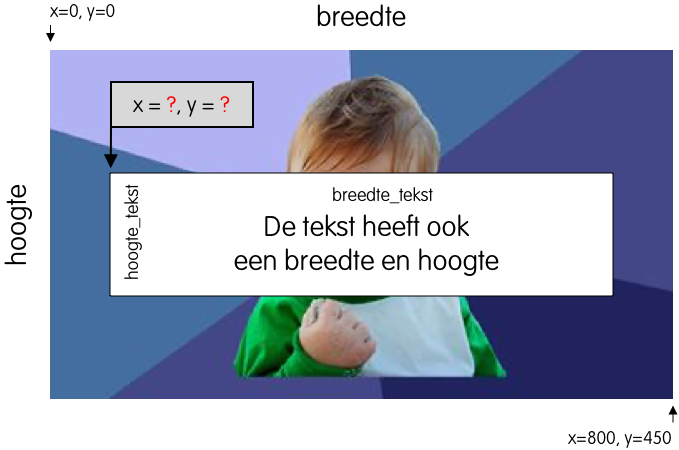 x=0, y=0
breedte
x = ?, y = ?
hoogte
hoogte_tekst
breedte_tekst
De tekst heeft ook
een breedte en hoogte
x=800, y=450